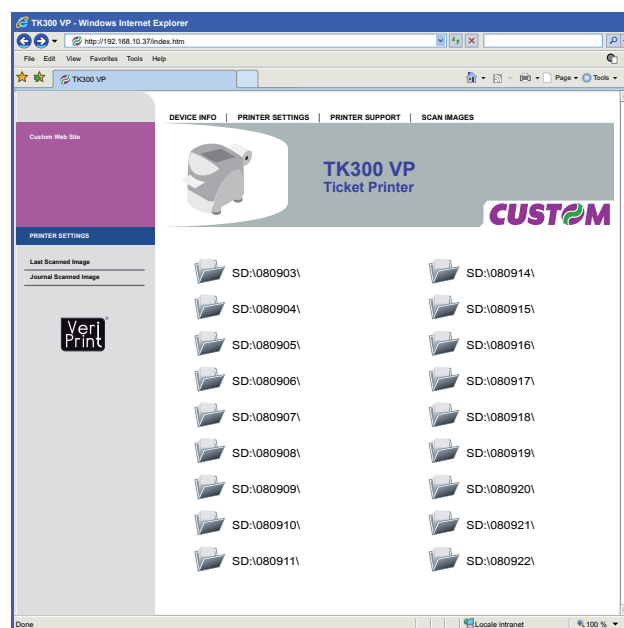 TK300 VP - Windows Internet Explorer
http://192.168.10.37/index.htm
File Edit View Favorites Tools Help
TK300 VP
Page Tools
DEVICE INFO | PRINTER SETTINGS | PRINTER SUPPORT | SCAN IMAGES
Custom Web Site
TK300 VP
Ticket Printer
CUSTOM
PRINTER SETTINGS
Last Scanned Image
Journal Scanned Image
Veri
Print
SD:\080903\
SD:\080904\
SD:\080905\
SD:\080906\
SD:\080907\
SD:\080908\
SD:\080909\
SD:\080910\
SD:\080911\
SD:\080914\
SD:\080915\
SD:\080916\
SD:\080917\
SD:\080918\
SD:\080919\
SD:\080920\
SD:\080921\
SD:\080922\
Done
Locale intranet
100 %